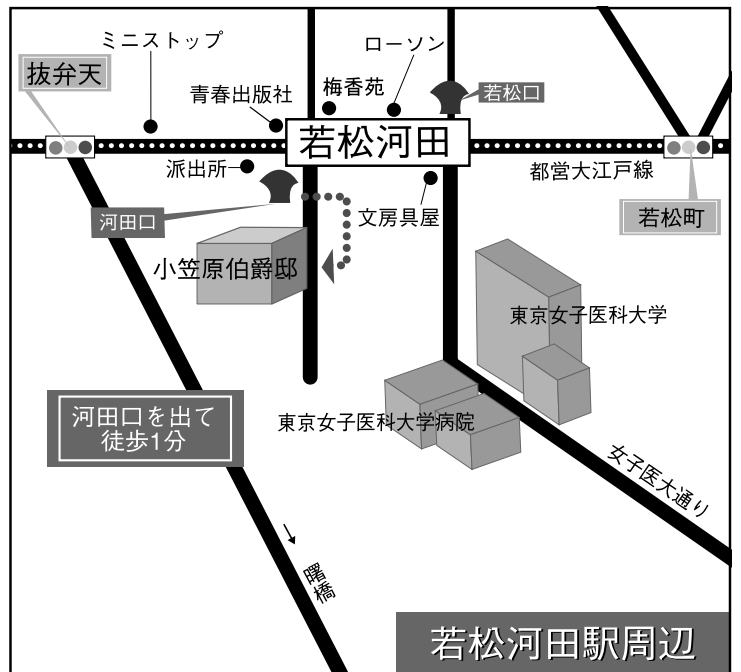 ミニストップ
ローソン
抜弁天
青春出版社
梅香苑
若松口
若松河田
派出所
都営大江戸線
河田口
文房具屋
若松町
小笠原伯爵邸
東京女子医科大学
河田口を出て
徒歩1分
東京女子医科大学病院
女子医大通り
曙橋
若松河田駅周辺